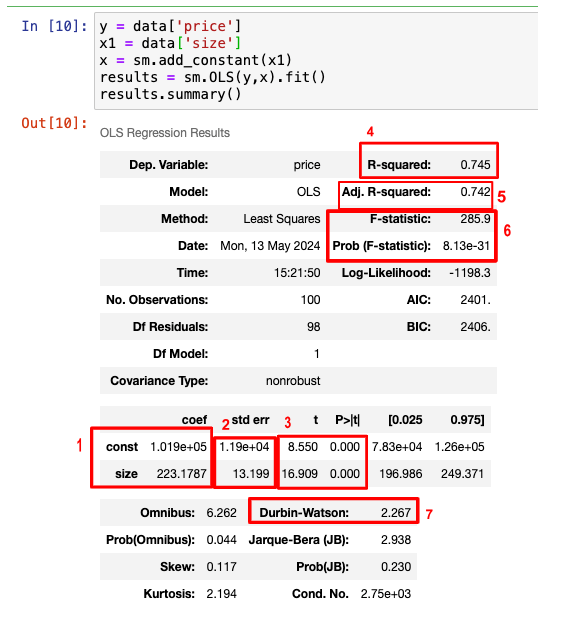 In [10]: y = data['price']
x1 = data['size']
x = sm.add_constant(x1)
results = sm.OLS(y,x).fit()
results.summary()
Out[10]: OLS Regression Results
4
Dep. Variable: price R-squared: 0.745
Model: OLS Adj. R-squared: 0.742 5
Method: Least Squares F-statistic: 285.9
6
Date: Mon, 13 May 2024 Prob (F-statistic): 8.13e-31
Time: 15:21:50 Log-Likelihood: -1198.3
No. Observations: 100 AIC: 2401.
Df Residuals: 98 BIC: 2406.
Df Model: 1
Covariance Type: nonrobust
coef 2 std err 3 t P>|t| [0.025 0.975]
1 const 1.019e+05 1.19e+04 8.550 0.000 7.83e+04 1.26e+05
size 223.1787 13.199 16.909 0.000 196.986 249.371
Omnibus: 6.262 Durbin-Watson: 2.267 7
Prob(Omnibus): 0.044 Jarque-Bera (JB): 2.938
Skew: 0.117 Prob(JB): 0.230
Kurtosis: 2.194 Cond. No. 2.75e+03